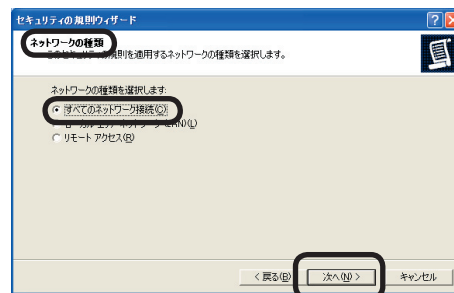 セキュリティの規則ウィザード
ネットワークの種類
規則を適用するネットワークの種類を選択します。
ネットワークの種類を選択します:
すべてのネットワーク接続(C)
(LAN)(L)
リモート アクセス(R)
< 戻る(B) 次へ(N) > キャンセル